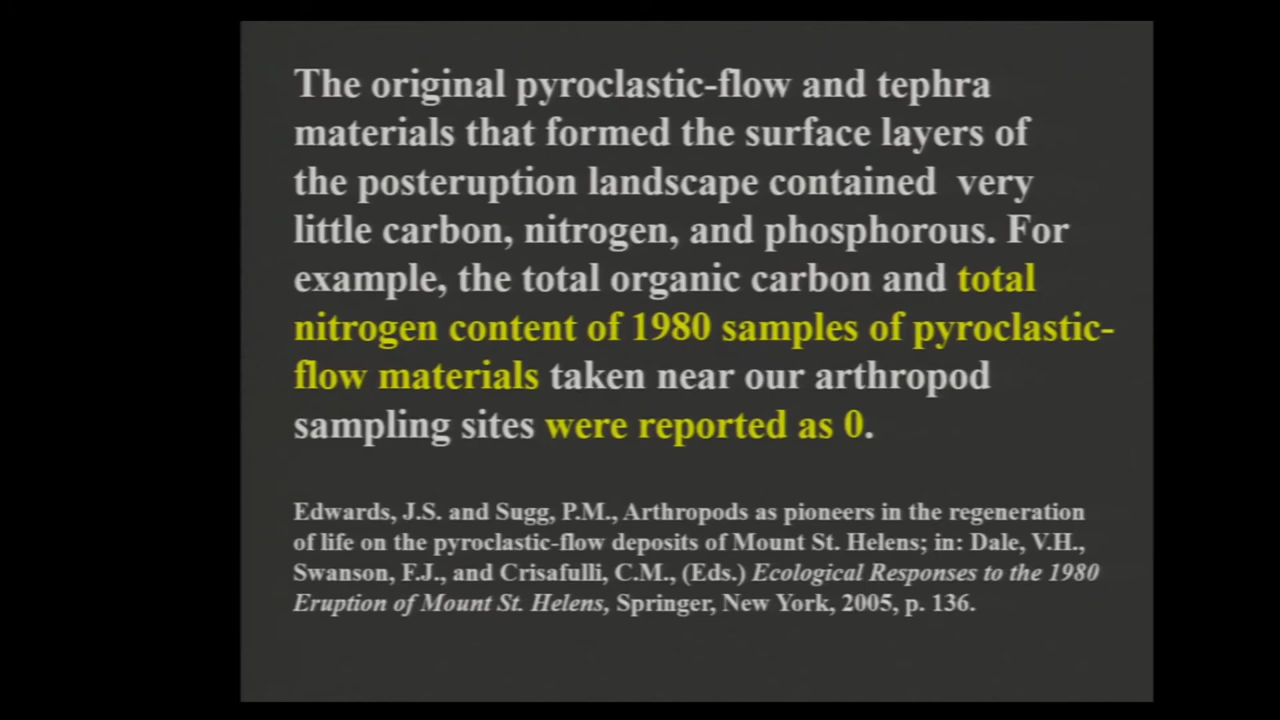 The original pyroclastic-flow and tephra
materials that formed the surface layers of
the posteruption landscape contained very
little carbon, nitrogen, and phosphorous. For
example, the total organic carbon and total
nitrogen content of 1980 samples of pyroclastic-
flow materials taken near our arthropod
sampling sites were reported as 0.
Edwards, J.S. and Sugg, P.M., Arthropods as pioneers in the regeneration
of life on the pyroclastic-flow deposits of Mount St. Helens; in: Dale, V.H.,
Swanson, F.J., and Crisafulli, C.M., (Eds.) Ecological Responses to the 1980
Eruption of Mount St. Helens, Springer, New York, 2005, p. 136.